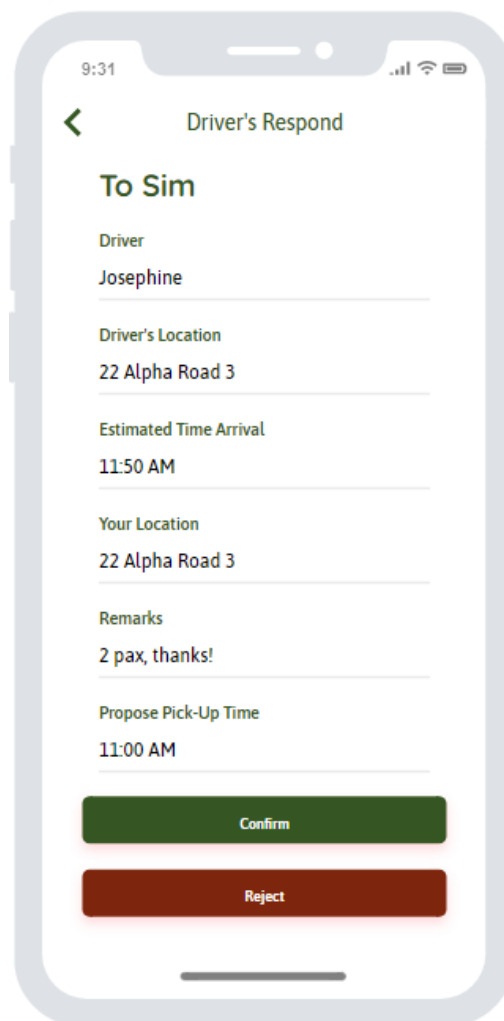 9:31
Driver's Respond
To Sim
Driver
Josephine
Driver's Location
22 Alpha Road 3
Estimated Time Arrival
11:50 AM
Your Location
22 Alpha Road 3
Remarks
2 pax, thanks!
Propose Pick-Up Time
11:00 AM
Confirm
Reject